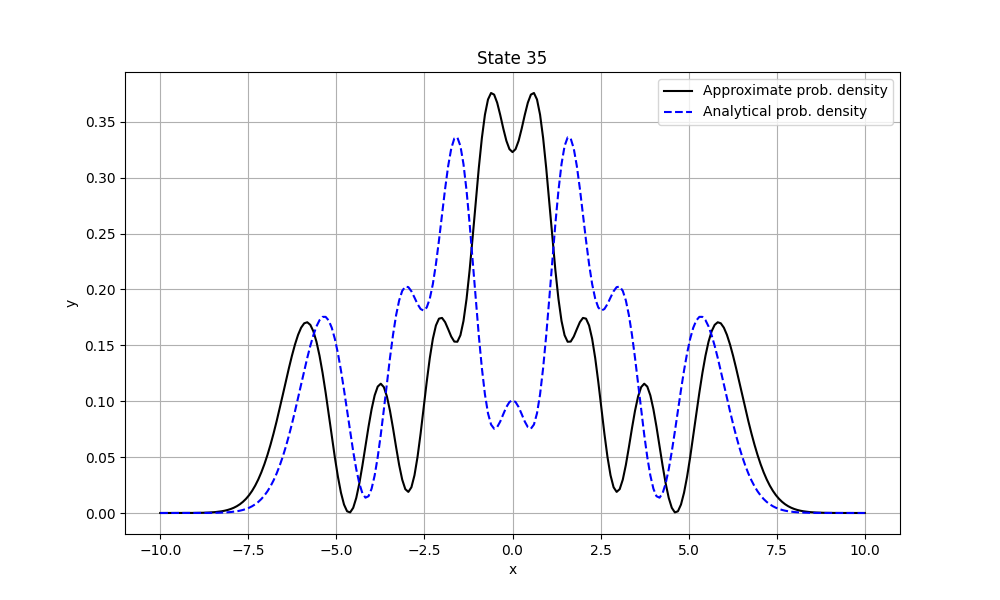 State 35
Approximate prob. density
Analytical prob. density
y
0.35
0.30
0.25
0.20
0.15
0.10
0.05
0.00
−10.0 −7.5 −5.0 −2.5 0.0 2.5 5.0 7.5 10.0
x